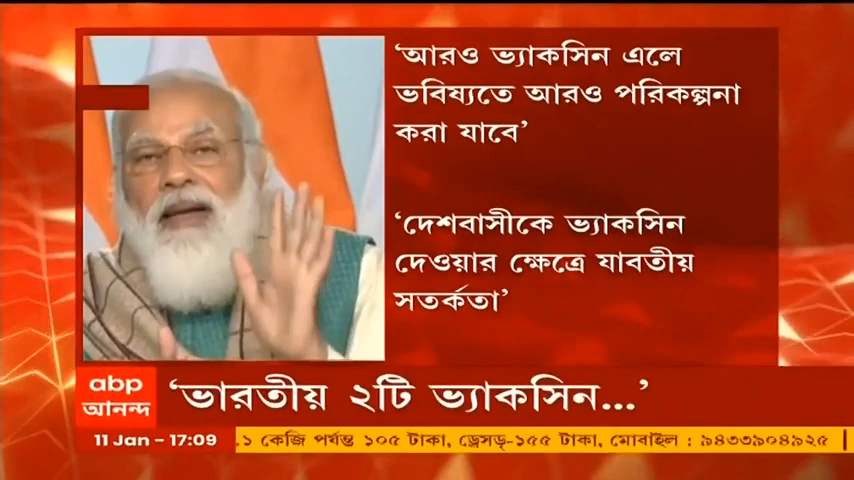 ‘আরও ভ্যাকসিন এলে
ভবিষ্যতে আরও পরিকল্পনা
করা যাবে’
‘দেশবাসীকে ভ্যাকসিন
দেওয়ার ক্ষেত্রে যাবতীয়
সতর্কতা’
abp
আনন্দ
‘ভারতীয় ২টি ভ্যাকসিন...’
11 Jan - 17:09
.১ কেজি পর্যন্ত ১০৫ টাকা, ড্রেসড্-১৫৫ টাকা, মোবাইল : ৯৪৩৩৯০৪৯২৫